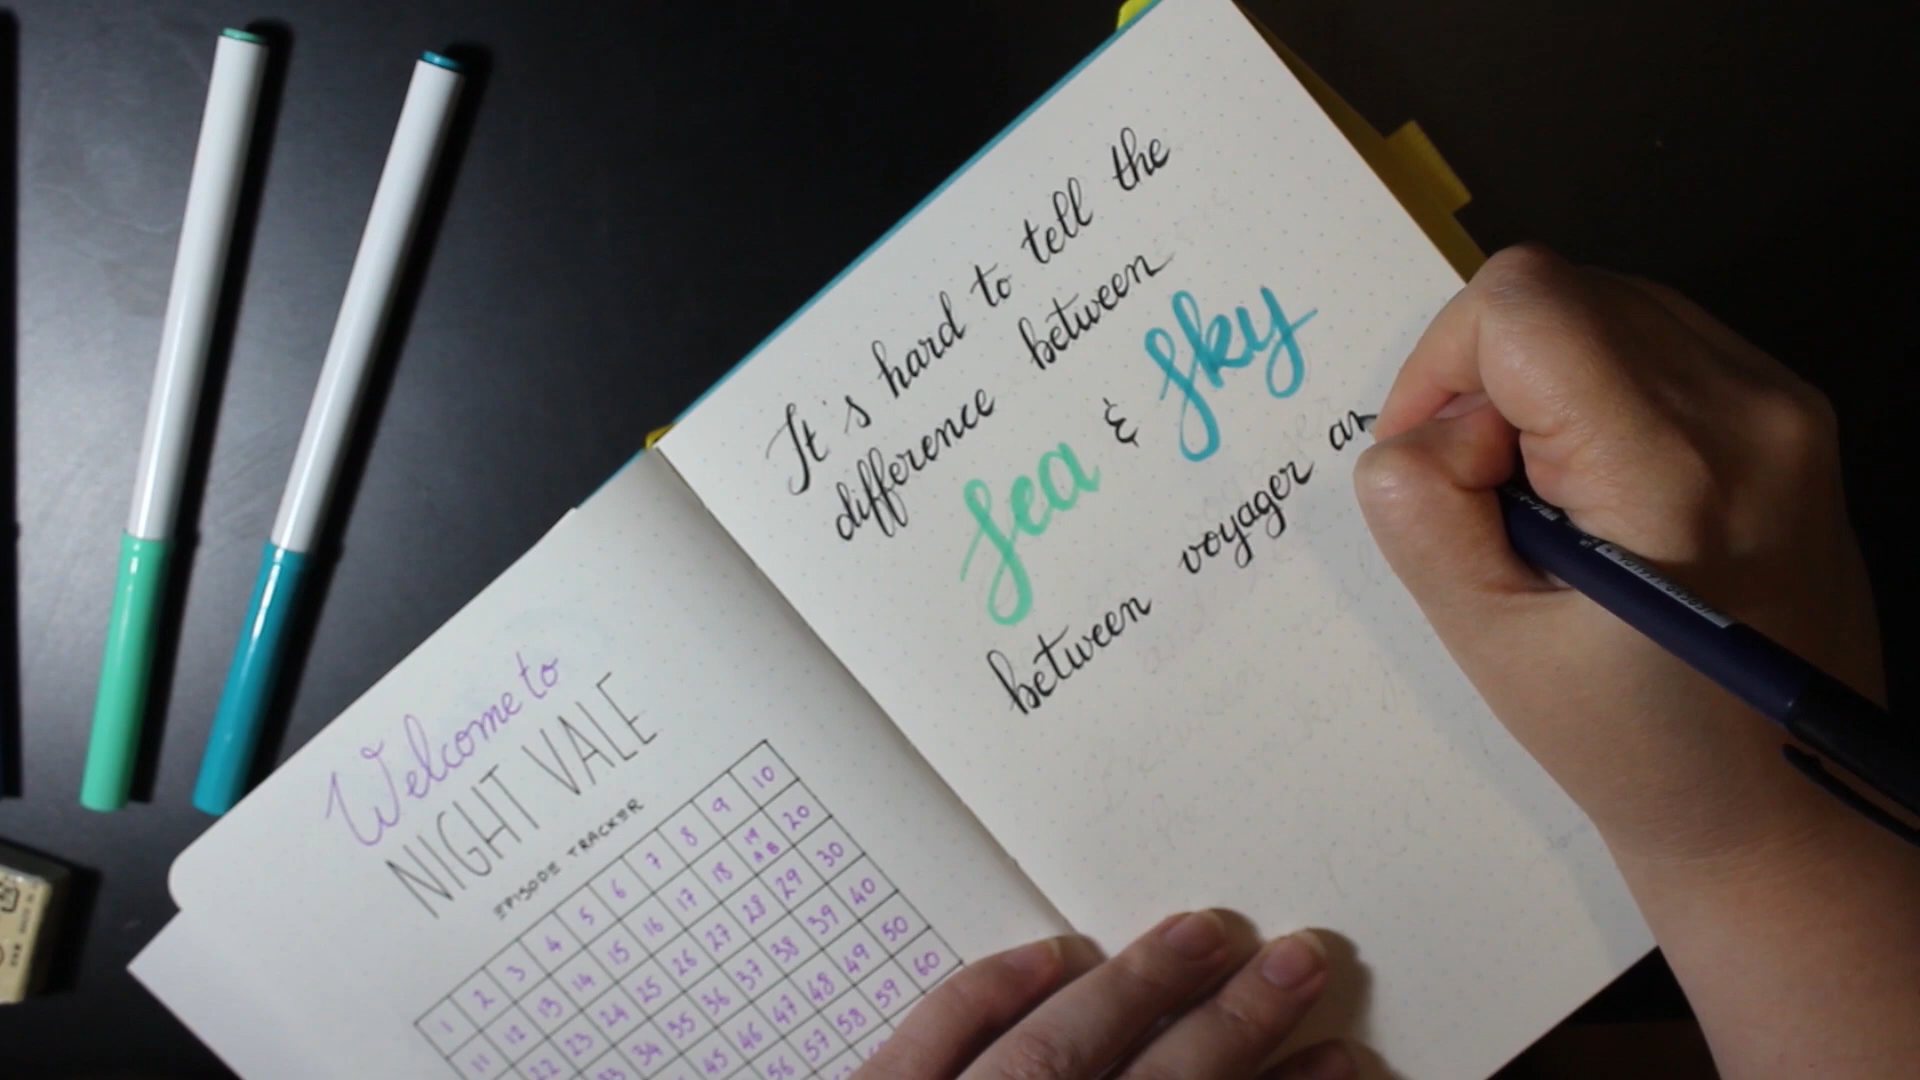 Welcome to
NIGHT VALE
EPISODE TRACKER
1 2 3 4 5 6 7 8 9 10
11 12 13 14 15 16 17 18 19 A B 20
22 23 24 25 26 27 28 29 30
34 35 36 37 38 39 40
45 46 47 48 49 50
56 57 58 59 60
It's hard to tell the
difference between
sea & sky
between voyager an